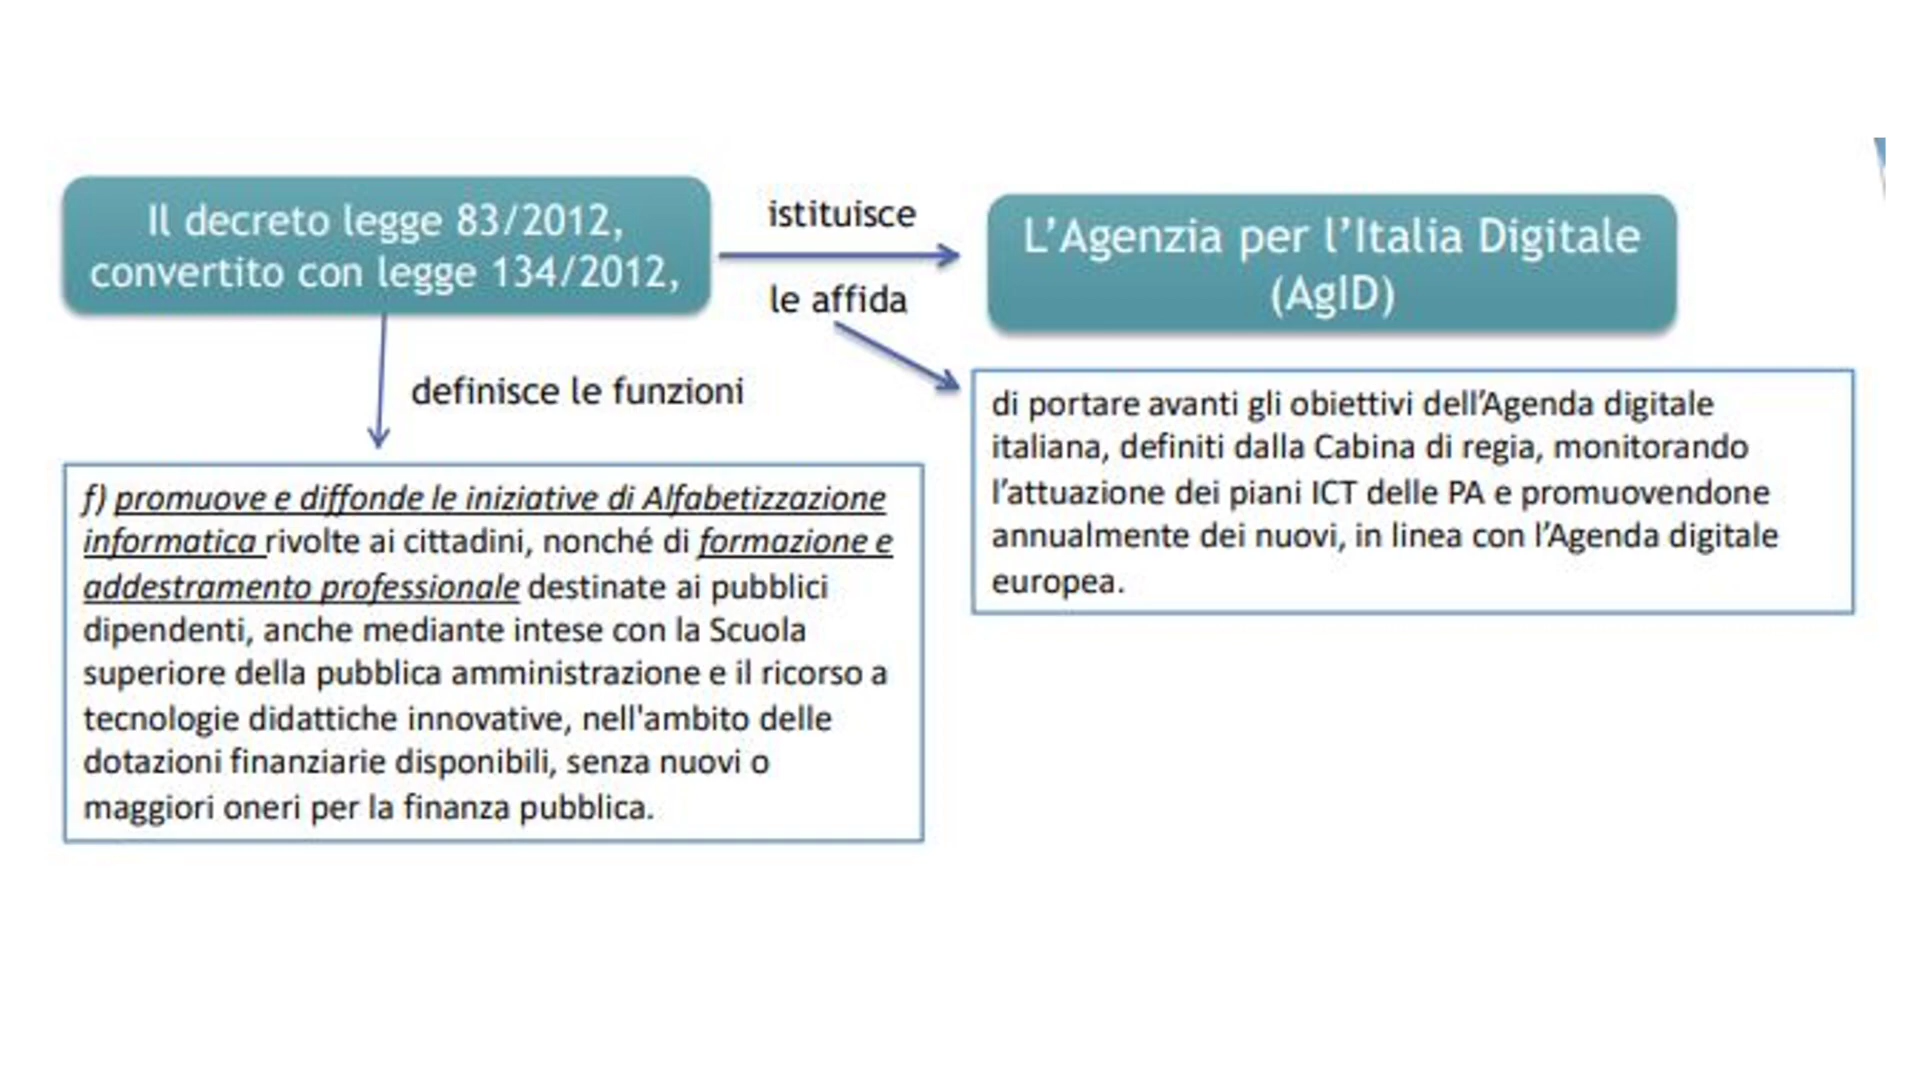 Il decreto legge 83/2012,
convertito con legge 134/2012,
istituisce
le affida
L’Agenzia per l’Italia Digitale
(AgID)
definisce le funzioni
di portare avanti gli obiettivi dell’Agenda digitale
italiana, definiti dalla Cabina di regia, monitorando
l’attuazione dei piani ICT delle PA e promuovendone
annualmente dei nuovi, in linea con l’Agenda digitale
europea.
f) promuove e diffonde le iniziative di Alfabetizzazione
informatica rivolte ai cittadini, nonché di formazione e
addestramento professionale destinate ai pubblici
dipendenti, anche mediante intese con la Scuola
superiore della pubblica amministrazione e il ricorso a
tecnologie didattiche innovative, nell'ambito delle
dotazioni finanziarie disponibili, senza nuovi o
maggiori oneri per la finanza pubblica.